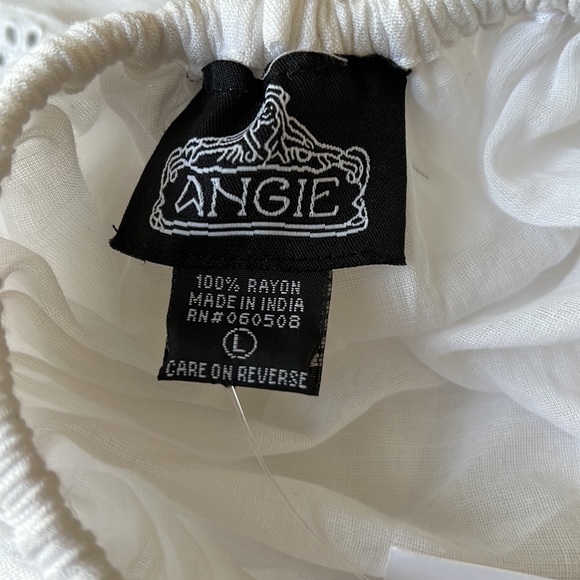 ANGIE
100% RAYON
MADE IN INDIA
RN#060508
L
CARE ON REVERSE